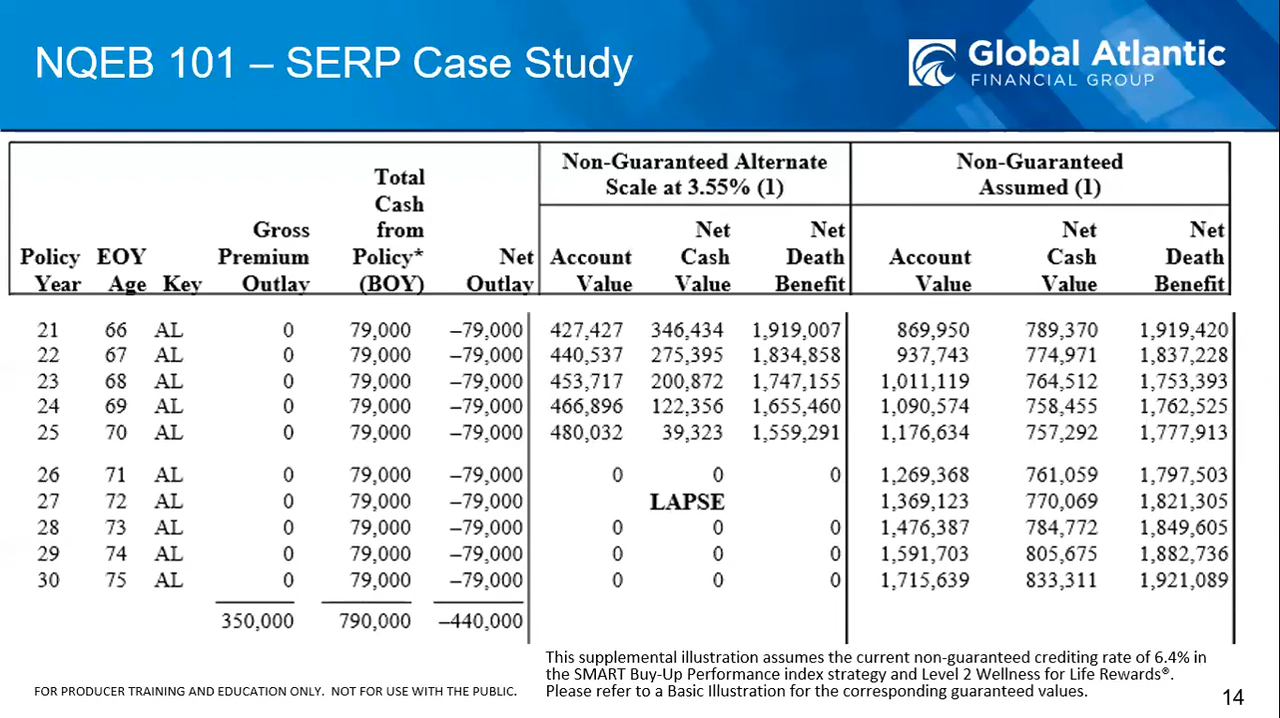 NQEB 101 – SERP Case Study
Global Atlantic
FINANCIAL GROUP
Non-Guaranteed Alternate Non-Guaranteed
Total Scale at 3.55% (1) Assumed (1)
Cash
Gross from Net Net Net Net
Policy EOY Premium Policy* Net Account Cash Death Account Cash Death
Year Age Key Outlay (BOY) Outlay Value Value Benefit Value Value Benefit
21 66 AL 0 79,000 –79,000 427,427 346,434 1,919,007 869,950 789,370 1,919,420
22 67 AL 0 79,000 –79,000 440,537 275,395 1,834,858 937,743 774,971 1,837,228
23 68 AL 0 79,000 –79,000 453,717 200,872 1,747,155 1,011,119 764,512 1,753,393
24 69 AL 0 79,000 –79,000 466,896 122,356 1,655,460 1,090,574 758,455 1,762,525
25 70 AL 0 79,000 –79,000 480,032 39,323 1,559,291 1,176,634 757,292 1,777,913
26 71 AL 0 79,000 –79,000 0 0 0 1,269,368 761,059 1,797,503
27 72 AL 0 79,000 –79,000 LAPSE 1,369,123 770,069 1,821,305
28 73 AL 0 79,000 –79,000 0 0 0 1,476,387 784,772 1,849,605
29 74 AL 0 79,000 –79,000 0 0 0 1,591,703 805,675 1,882,736
30 75 AL 0 79,000 –79,000 0 0 0 1,715,639 833,311 1,921,089
350,000 790,000 –440,000
This supplemental illustration assumes the current non-guaranteed crediting rate of 6.4% in
the SMART Buy-Up Performance index strategy and Level 2 Wellness for Life Rewards®.
Please refer to a Basic Illustration for the corresponding guaranteed values.
FOR PRODUCER TRAINING AND EDUCATION ONLY. NOT FOR USE WITH THE PUBLIC.
14